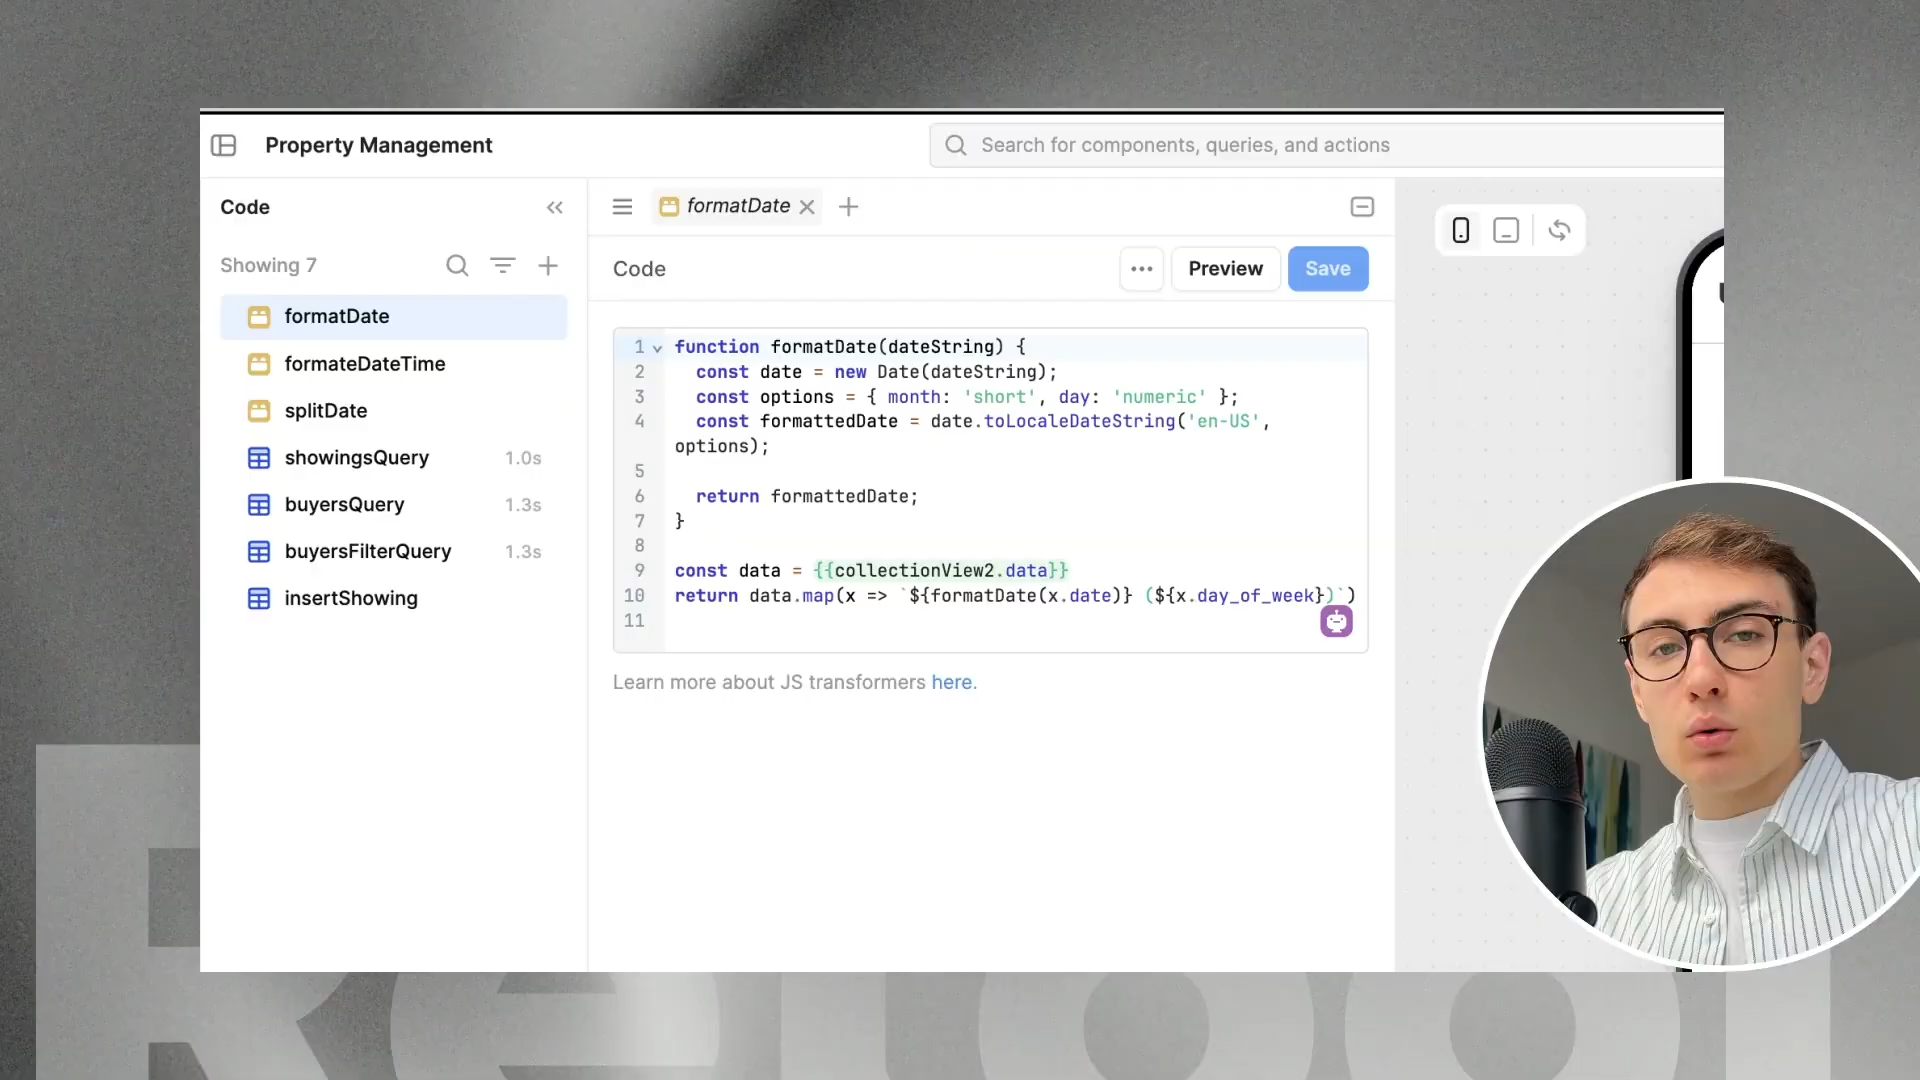 Property Management
Search for components, queries, and actions
Code
Showing 7
formatDate
formateDateTime
splitDate
showingsQuery 1.0s
buyersQuery 1.3s
buyersFilterQuery 1.3s
insertShowing
formatDate
Code
Preview
Save
1 function formatDate(dateString) {
2 const date = new Date(dateString);
3 const options = { month: 'short', day: 'numeric' };
4 const formattedDate = date.toLocaleDateString('en-US',
options);
5
6 return formattedDate;
7 }
8
9 const data = {{collectionView2.data}}
10 return data.map(x => `${formatDate(x.date)} (${x.day_of_week})`)
11
Learn more about JS transformers here.
Retool